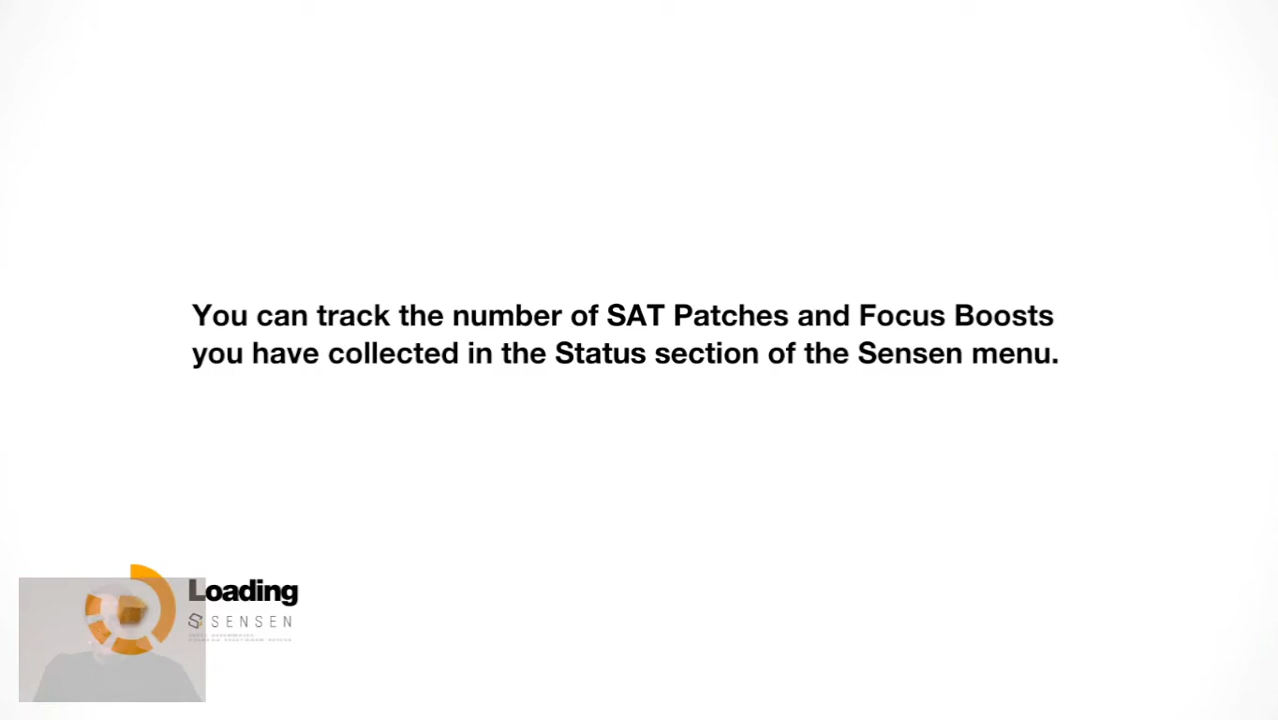 You can track the number of SAT Patches and Focus Boosts
you have collected in the Status section of the Sensen menu.
Loading
SENSEN